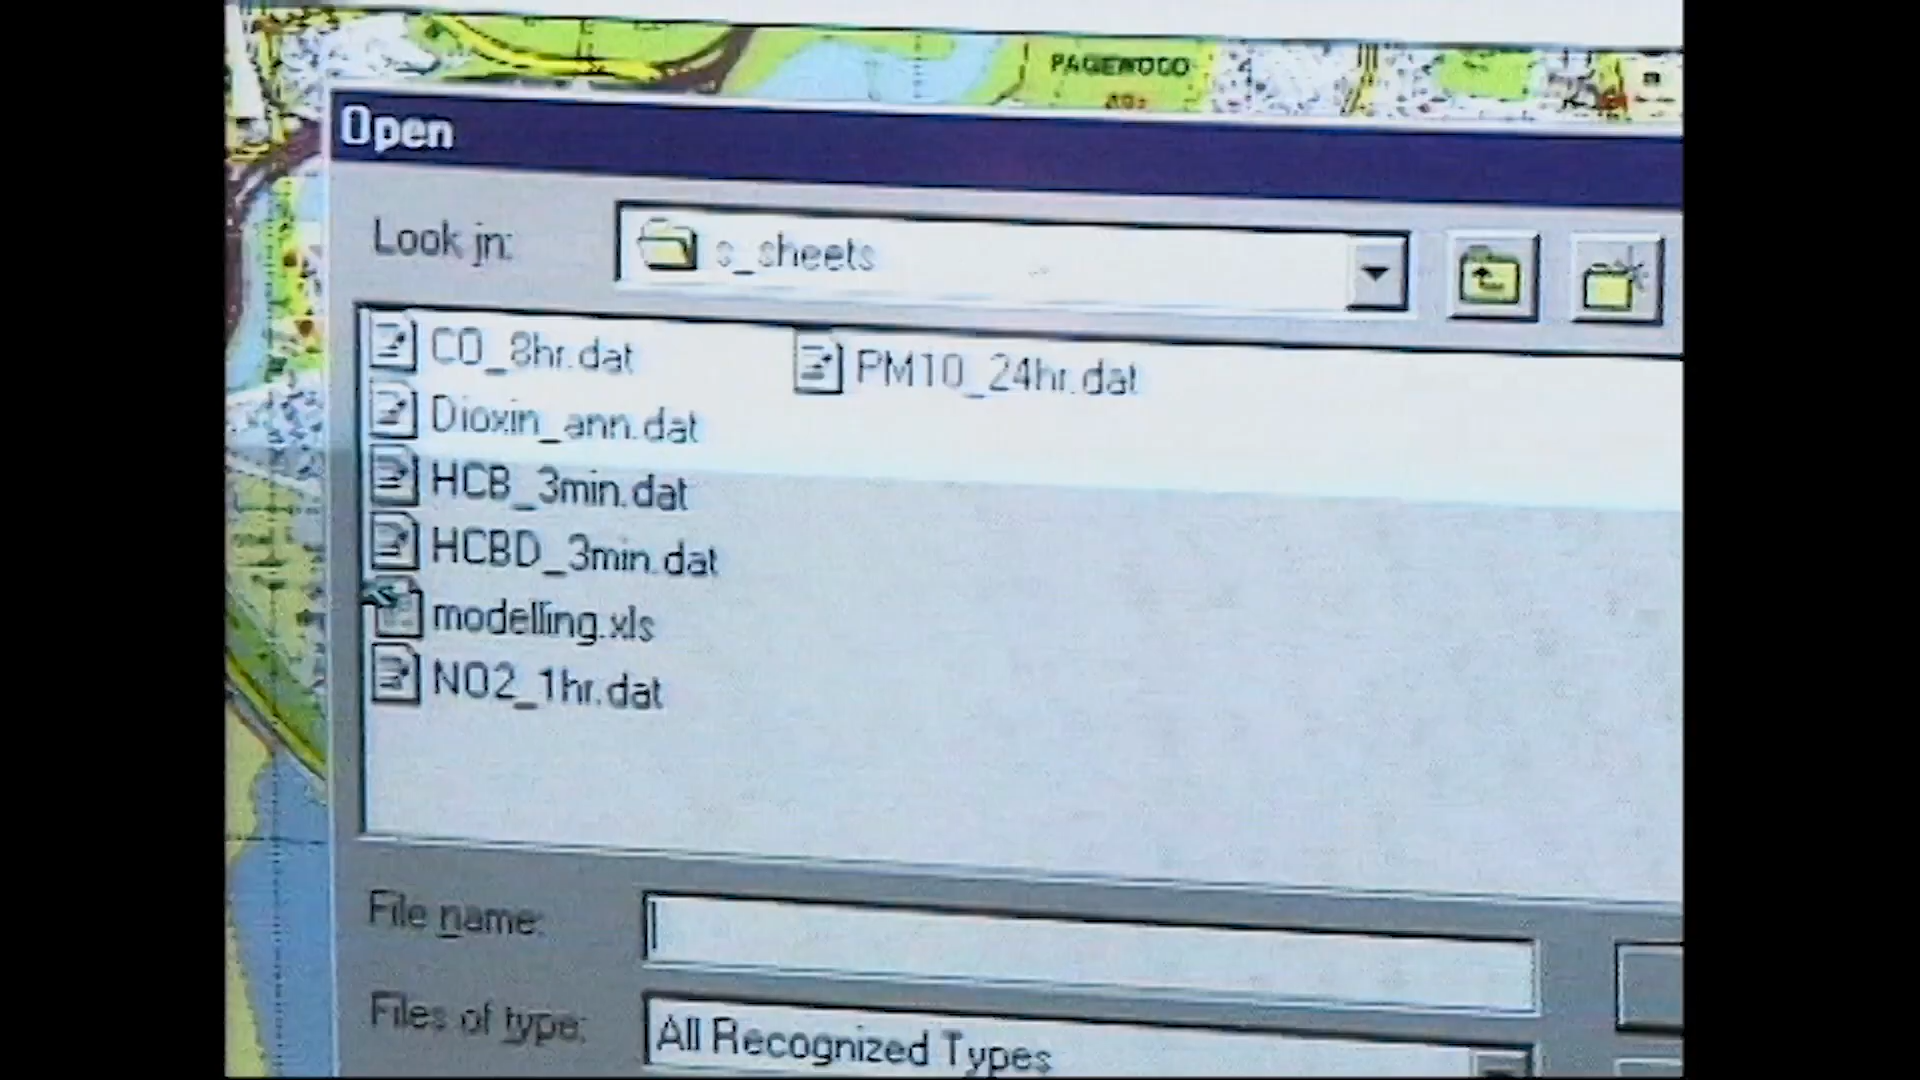 PAGEWOOD
Open
Look in:
s_sheets
CO_8hr.dat
PM10_24hr.dat
Dioxin_ann.dat
HCB_3min.dat
HCBD_3min.dat
modelling.xls
NO2_1hr.dat
File name:
Files of type:
All Recognized Types